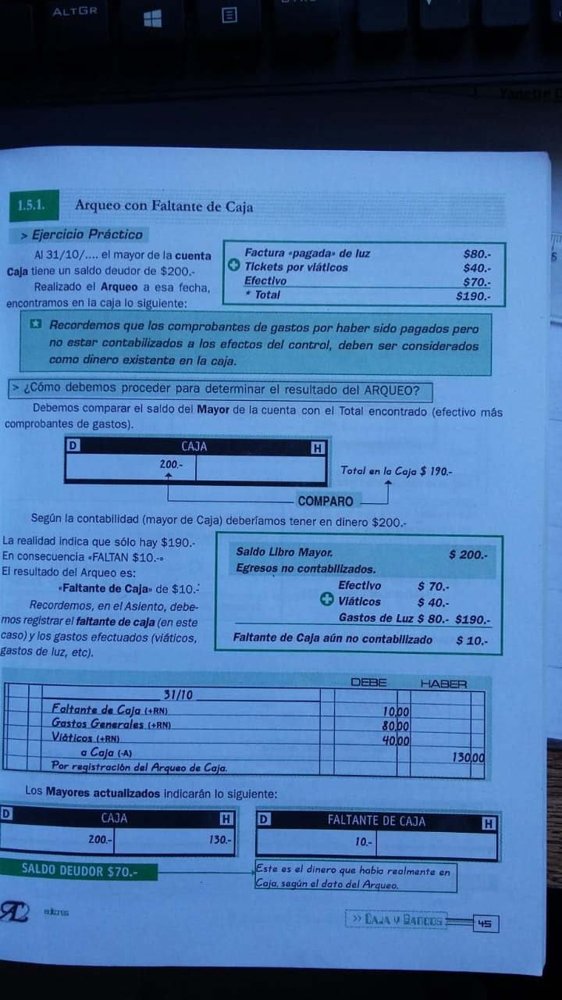 ALTGR
Yanette
1.5.1. Arqueo con Faltante de Caja
> Ejercicio Práctico
Al 31/10/.... el mayor de la cuenta
Caja tiene un saldo deudor de $200.-
Realizado el Arqueo a esa fecha,
encontramos en la caja lo siguiente:
Factura «pagada» de luz $80.-
Tickets por viáticos $40.-
Efectivo $70.-
* Total $190.-
Recordemos que los comprobantes de gastos por haber sido pagados pero
no estar contabilizados a los efectos del control, deben ser considerados
como dinero existente en la caja.
> ¿Cómo debemos proceder para determinar el resultado del ARQUEO?
Debemos comparar el saldo del Mayor de la cuenta con el Total encontrado (efectivo más
comprobantes de gastos).
D CAJA H
200.-
Total en la Caja $ 190.-
COMPARO
Según la contabilidad (mayor de Caja) deberíamos tener en dinero $200.-
La realidad indica que sólo hay $190.-
En consecuencia «FALTAN $10.-»
El resultado del Arqueo es:
«Faltante de Caja» de $10.-
Recordemos, en el Asiento, debe-
mos registrar el faltante de caja (en este
caso) y los gastos efectuados (viáticos,
gastos de luz, etc).
Saldo Libro Mayor. $ 200.-
Egresos no contabilizados.
Efectivo $ 70.-
Viáticos $ 40.-
Gastos de Luz $ 80.- $190.-
Faltante de Caja aún no contabilizado $ 10.-
DEBE HABER
31/10
Faltante de Caja (+RN) 10,00
Gastos Generales (+RN) 80,00
Viáticos (+RN) 40,00
a Caja (-A) 130,00
Por registración del Arqueo de Caja.
Los Mayores actualizados indicarán lo siguiente:
D CAJA H
200.- 130.-
SALDO DEUDOR $70.-
D FALTANTE DE CAJA H
10.-
Este es el dinero que había realmente en
Caja, según el dato del Arqueo.
editores
>> CAJA Y BANCOS 45